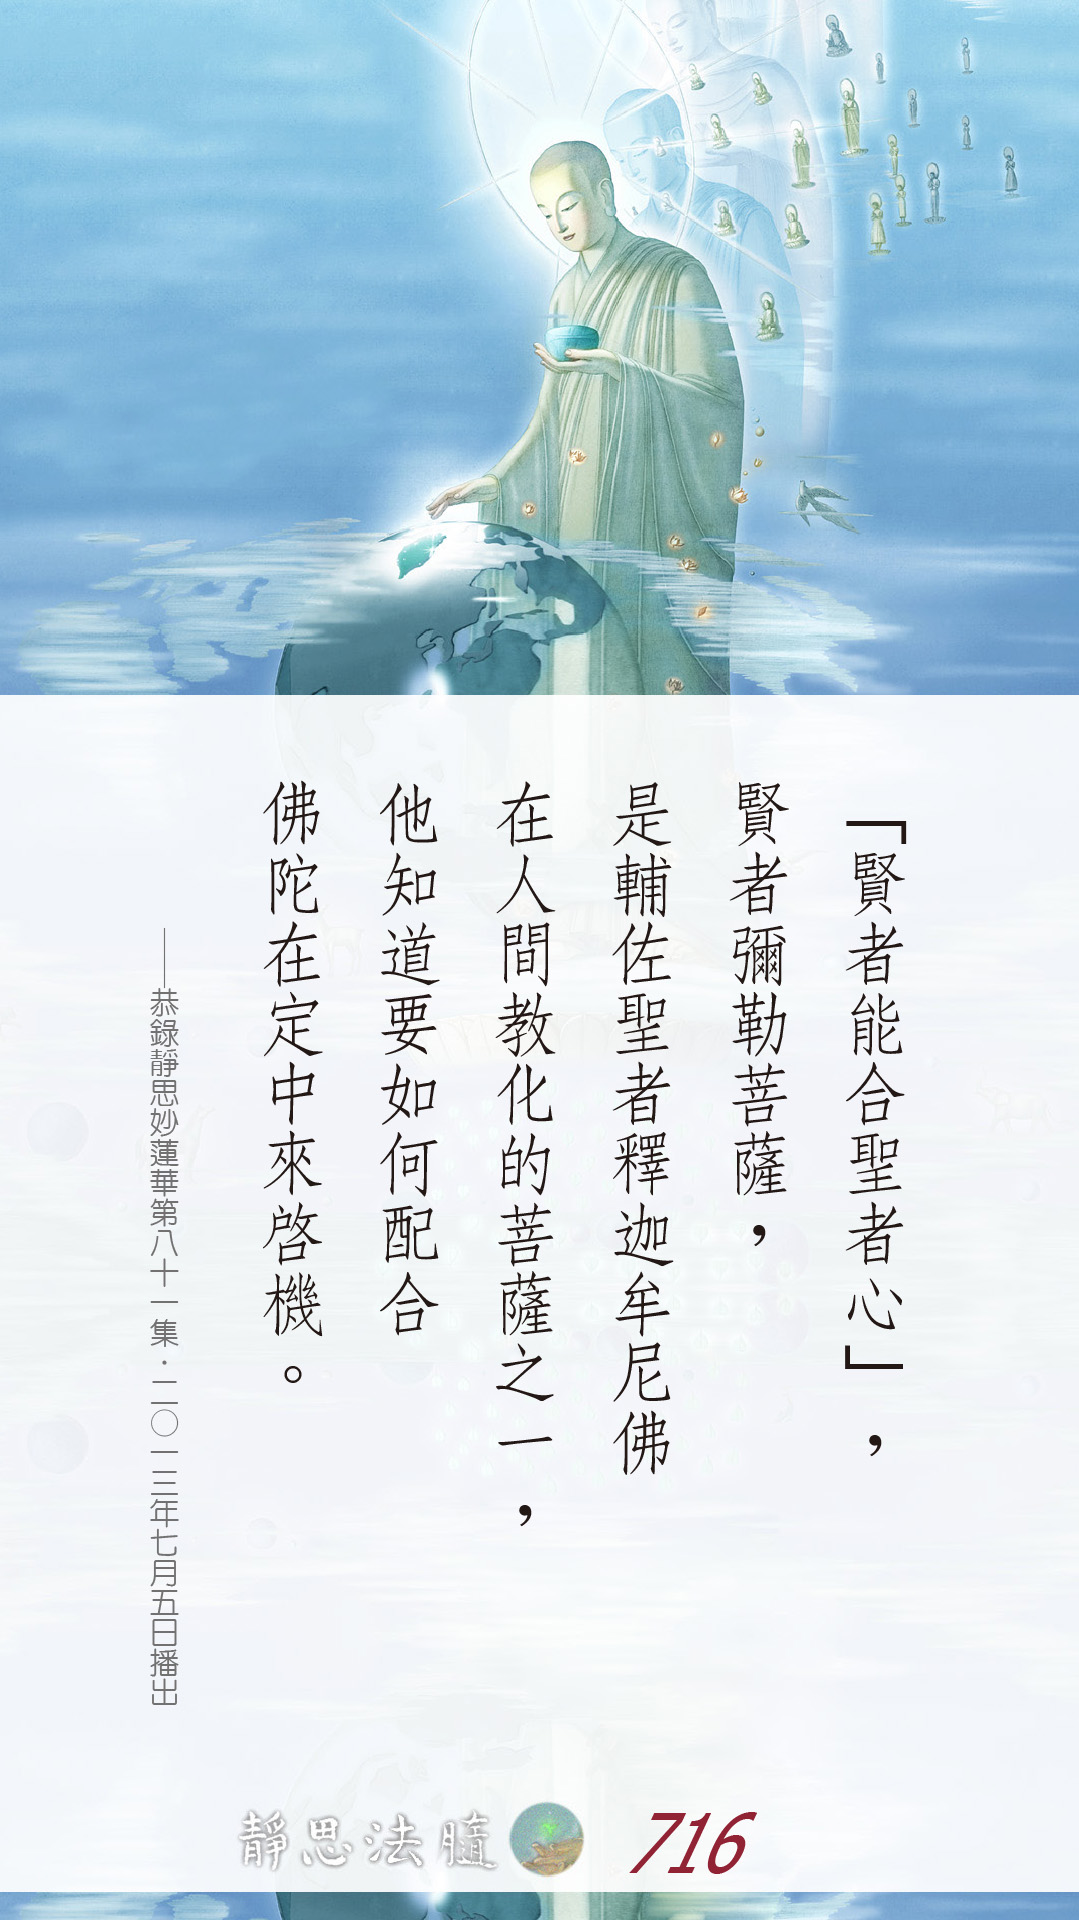 「賢者能合聖者心」，
賢者彌勒菩薩，
是輔佐聖者釋迦牟尼佛
在人間教化的菩薩之一，
他知道要如何配合
佛陀在定中來啓機。
——恭錄靜思妙蓮華第八十一集．二〇一三年七月五日播出
靜思法髓
716